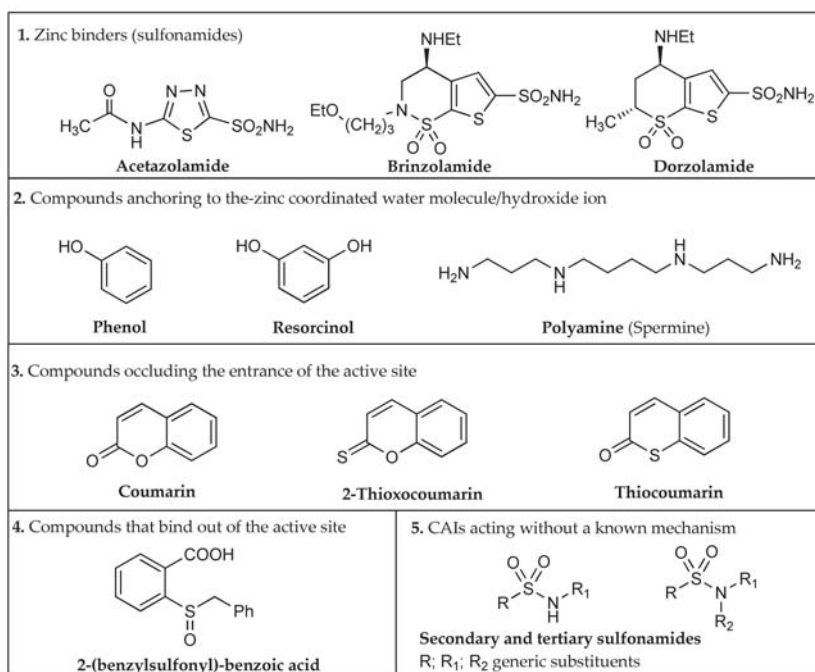 1. Zinc binders (sulfonamides)
O
H₃C
N
H
N
N
S
SO₂NH₂
Acetazolamide
NHEt
EtO
(CH₂)₃
N
S
O
O
S
SO₂NH₂
Brinzolamide
NHEt
H₃C
S
O
O
S
SO₂NH₂
Dorzolamide
2. Compounds anchoring to the-zinc coordinated water molecule/hydroxide ion
HO
Phenol
HO
OH
Resorcinol
H₂N
N
H
H
N
NH₂
Polyamine (Spermine)
3. Compounds occluding the entrance of the active site
O
O
Coumarin
S
O
2-Thioxocoumarin
O
S
Thiocoumarin
4. Compounds that bind out of the active site
COOH
S
O
Ph
2-(benzylsulfonyl)-benzoic acid
5. CAIs acting without a known mechanism
O
O
R
S
N
H
R₁
O
O
R
S
N
R₁
R₂
Secondary and tertiary sulfonamides
R; R₁; R₂ generic substituents